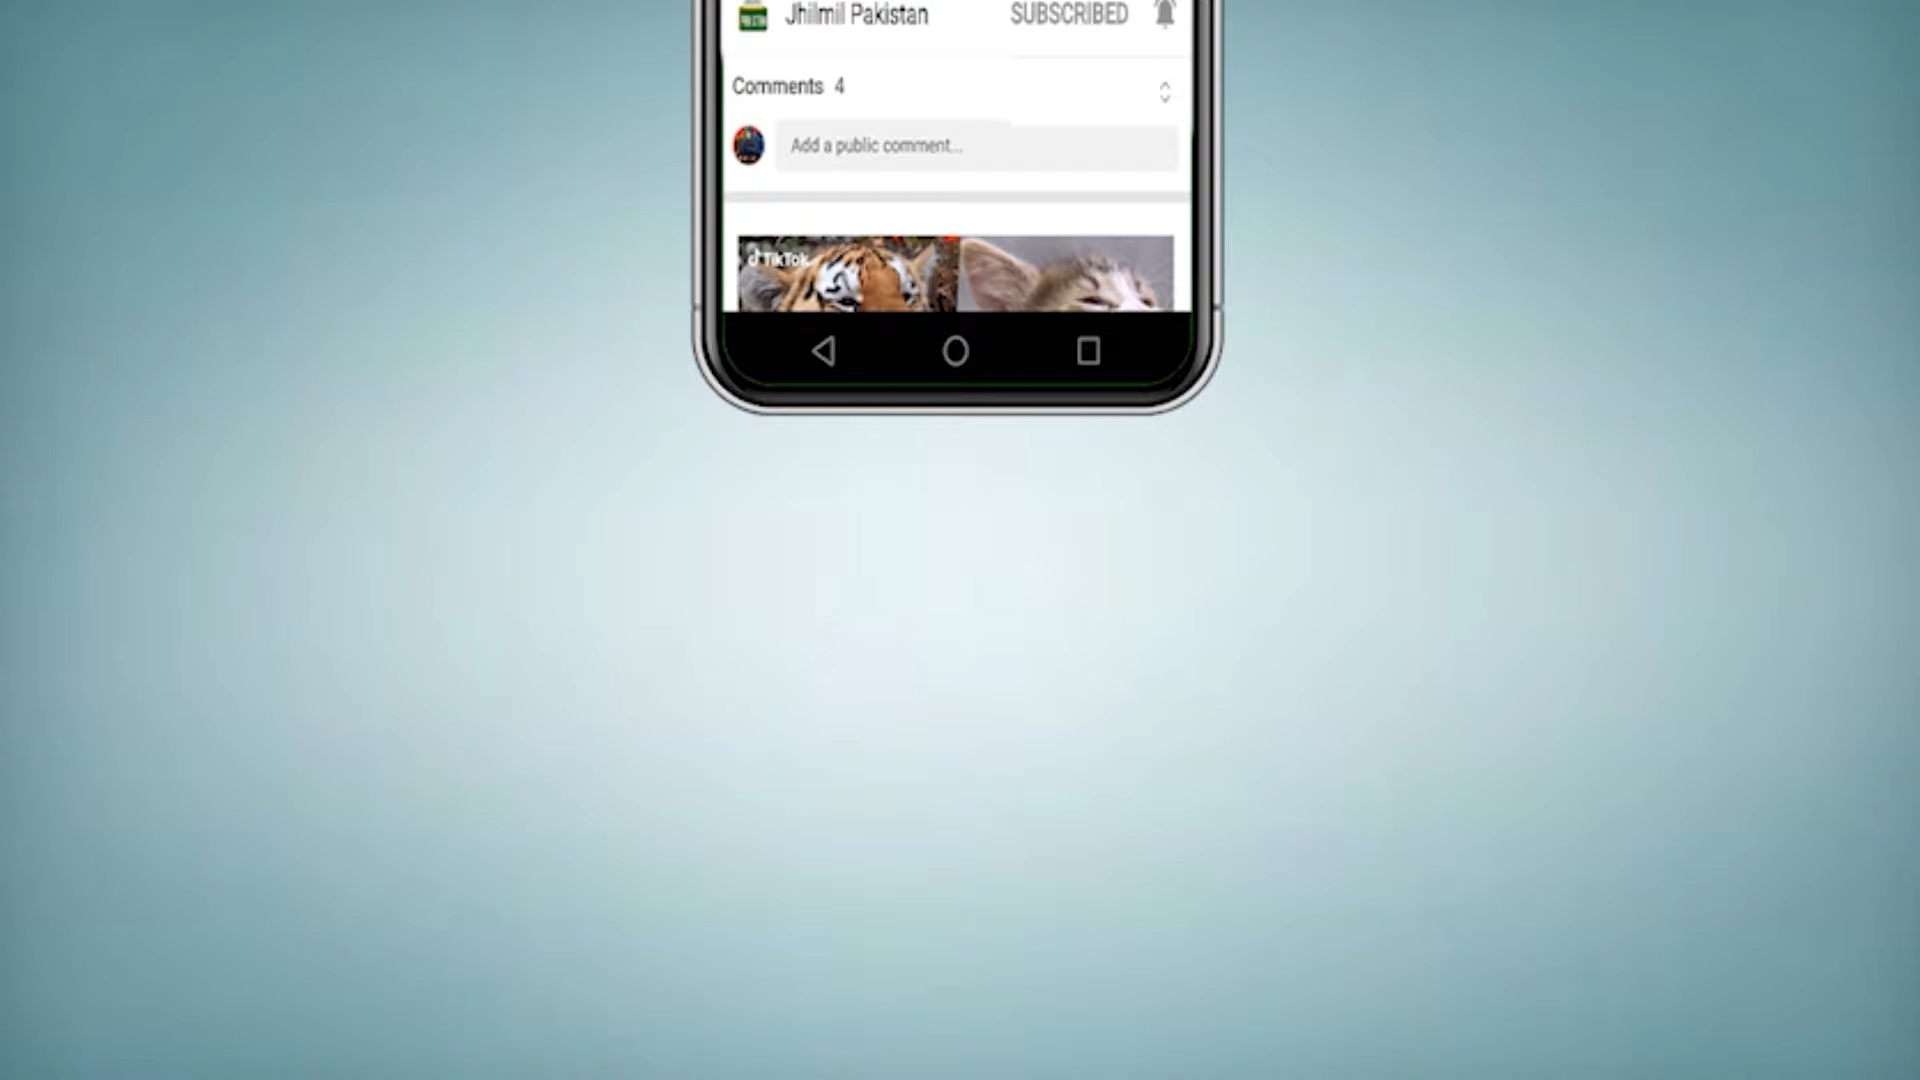 Jhilmil Pakistan SUBSCRIBED
Comments 4
Add a public comment...
TikTok